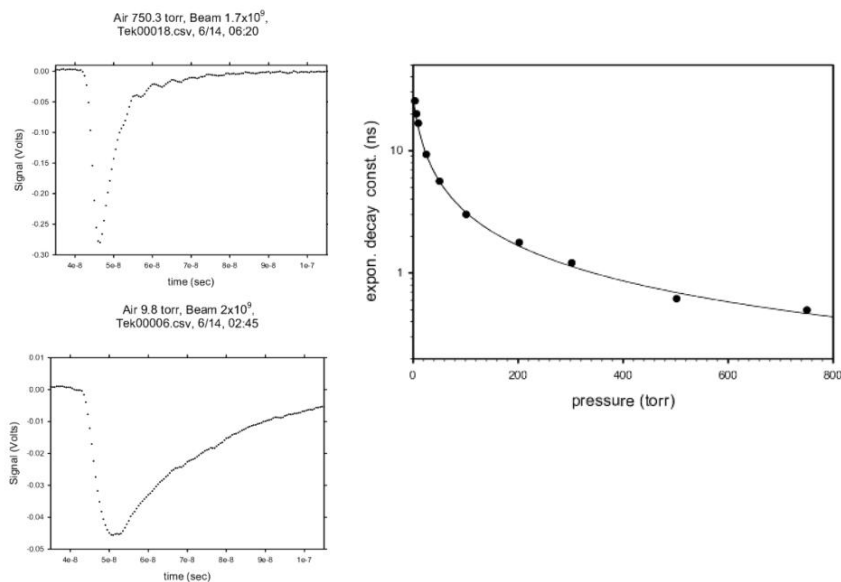 Air 750.3 torr, Beam 1.7x10⁹,
Tek00018.csv, 6/14, 06:20
0.00
-0.05
-0.10
-0.15
-0.20
-0.25
-0.30
Signal (Volts)
4e-8 5e-8 6e-8 7e-8 8e-8 9e-8 1e-7
time (sec)
Air 9.8 torr, Beam 2x10⁹,
Tek00006.csv, 6/14, 02:45
0.01
0.00
-0.01
-0.02
-0.03
-0.04
-0.05
Signal (Volts)
4e-8 5e-8 6e-8 7e-8 8e-8 9e-8 1e-7
time (sec)
expon. decay const. (ns)
10
1
0 200 400 600 800
pressure (torr)